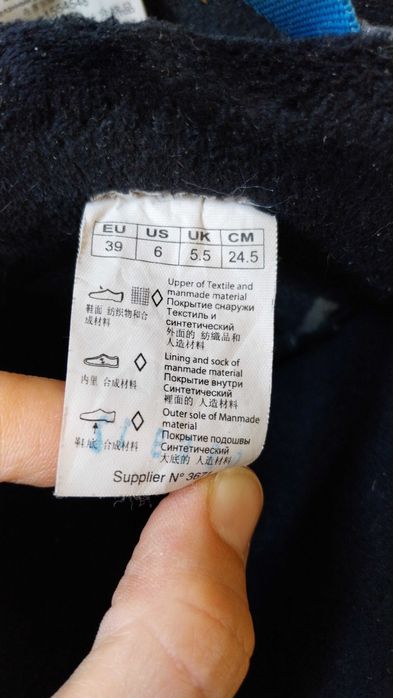 EU US UK CM
39 6 5.5 24.5
Upper of Textile and
manmade material
Покрытие снаружи
Текстиль и
синтетический
外面的 紡織品和
人造材料
鞋面 纺织物和合
成材料
Lining and sock of
manmade material
Покрытие внутри
Синтетический
裡面的 人造材料
内里 合成材料
Outer sole of Manmade
material
Покрытие подошвы
Синтетический
大底的 人造材料
鞋底 合成材料
Supplier N° 367